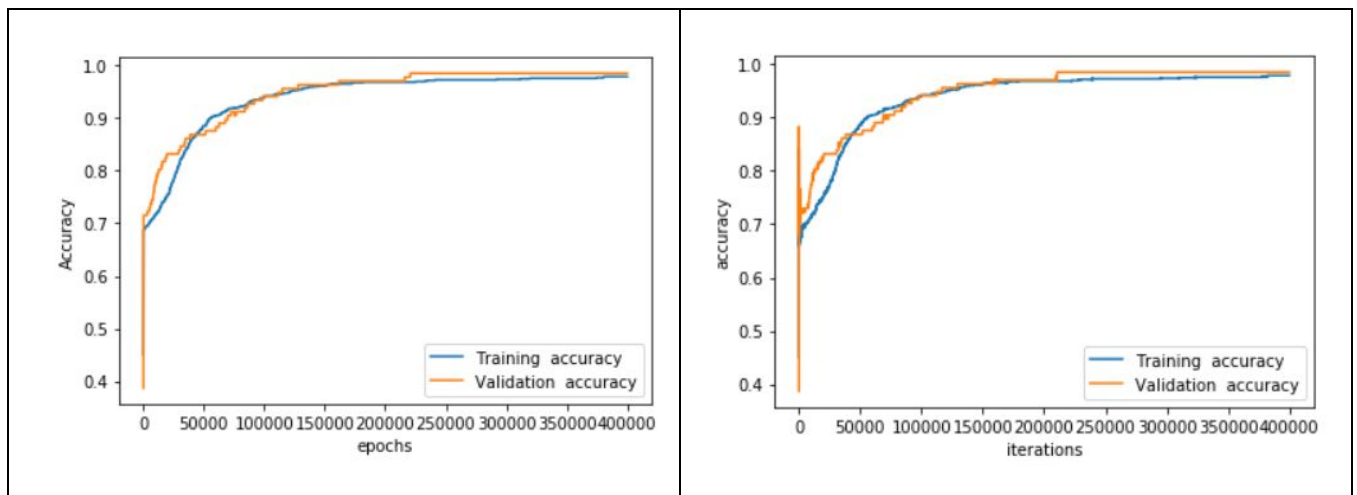 1.0
0.9
0.8
0.7
0.6
0.5
0.4
Accuracy
Training accuracy
Validation accuracy
0 50000 100000 150000 200000 250000 300000 350000 400000
epochs
1.0
0.9
0.8
0.7
0.6
0.5
0.4
accuracy
Training accuracy
Validation accuracy
0 50000 100000 150000 200000 250000 300000 350000 400000
iterations